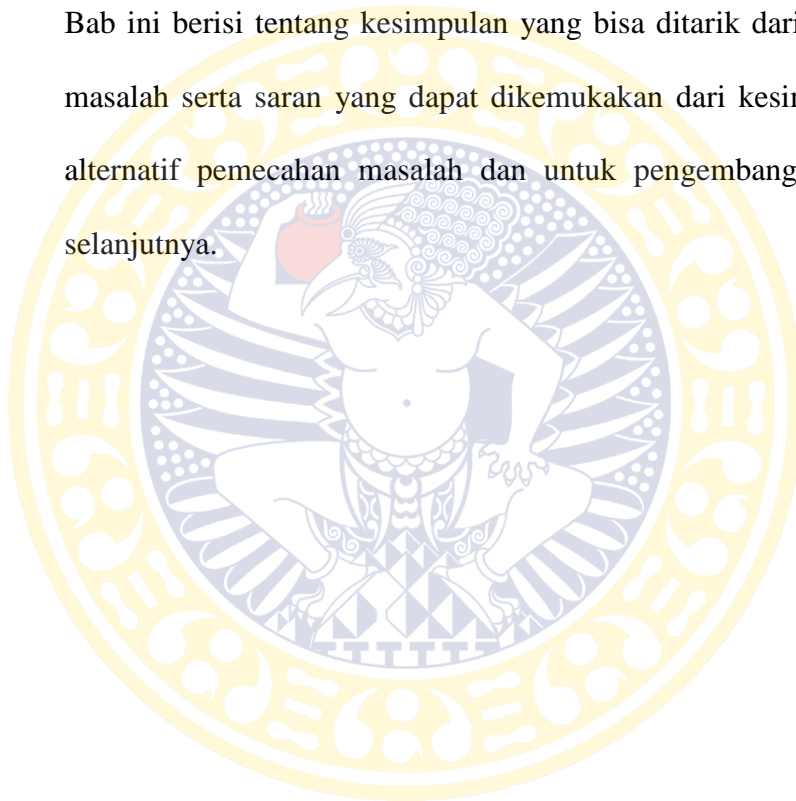 Bab ini berisi tentang kesimpulan yang bisa ditarik dari
masalah serta saran yang dapat dikemukakan dari
alternatif pemecahan masalah dan untuk
selanjutnya.